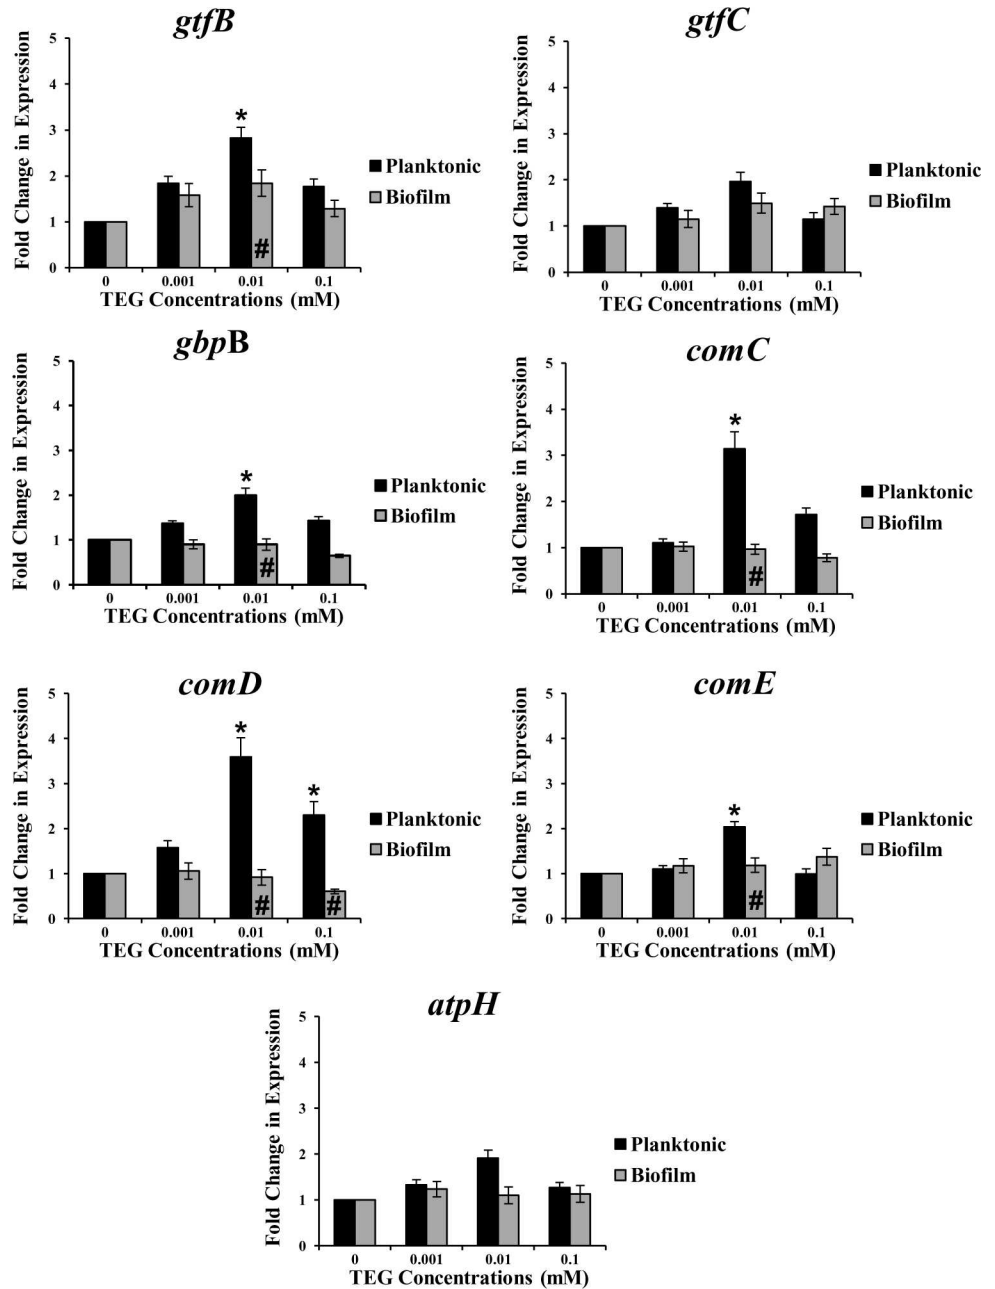 gtfB
Fold Change in Expression
5
4
3
2
1
0
*
#
Planktonic
Biofilm
0 0.001 0.01 0.1
TEG Concentrations (mM)
gtfC
Fold Change in Expression
5
4
3
2
1
0
Planktonic
Biofilm
0 0.001 0.01 0.1
TEG Concentrations (mM)
gbpB
Fold Change in Expression
5
4
3
2
1
0
*
#
Planktonic
Biofilm
0 0.001 0.01 0.1
TEG Concentrations (mM)
comC
Fold Change in Expression
5
4
3
2
1
0
*
#
Planktonic
Biofilm
0 0.001 0.01 0.1
TEG Concentrations (mM)
comD
Fold Change in Expression
5
4
3
2
1
0
* *
# #
Planktonic
Biofilm
0 0.001 0.01 0.1
TEG Concentrations (mM)
comE
Fold Change in Expression
5
4
3
2
1
0
*
#
Planktonic
Biofilm
0 0.001 0.01 0.1
TEG Concentrations (mM)
atpH
Fold Change in Expression
5
4
3
2
1
0
Planktonic
Biofilm
0 0.001 0.01 0.1
TEG Concentrations (mM)